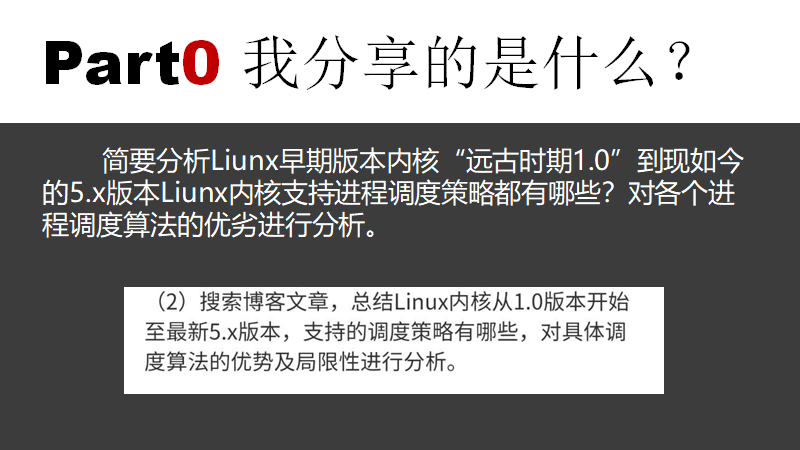 Part0 我分享的是什么？
简要分析Liunx早期版本内核“远古时期1.0”到现如今
的5.x版本Liunx内核支持进程调度策略都有哪些？对各个进
程调度算法的优劣进行分析。
（2）搜索博客文章，总结Linux内核从1.0版本开始
至最新5.x版本，支持的调度策略有哪些，对具体调
度算法的优势及局限性进行分析。